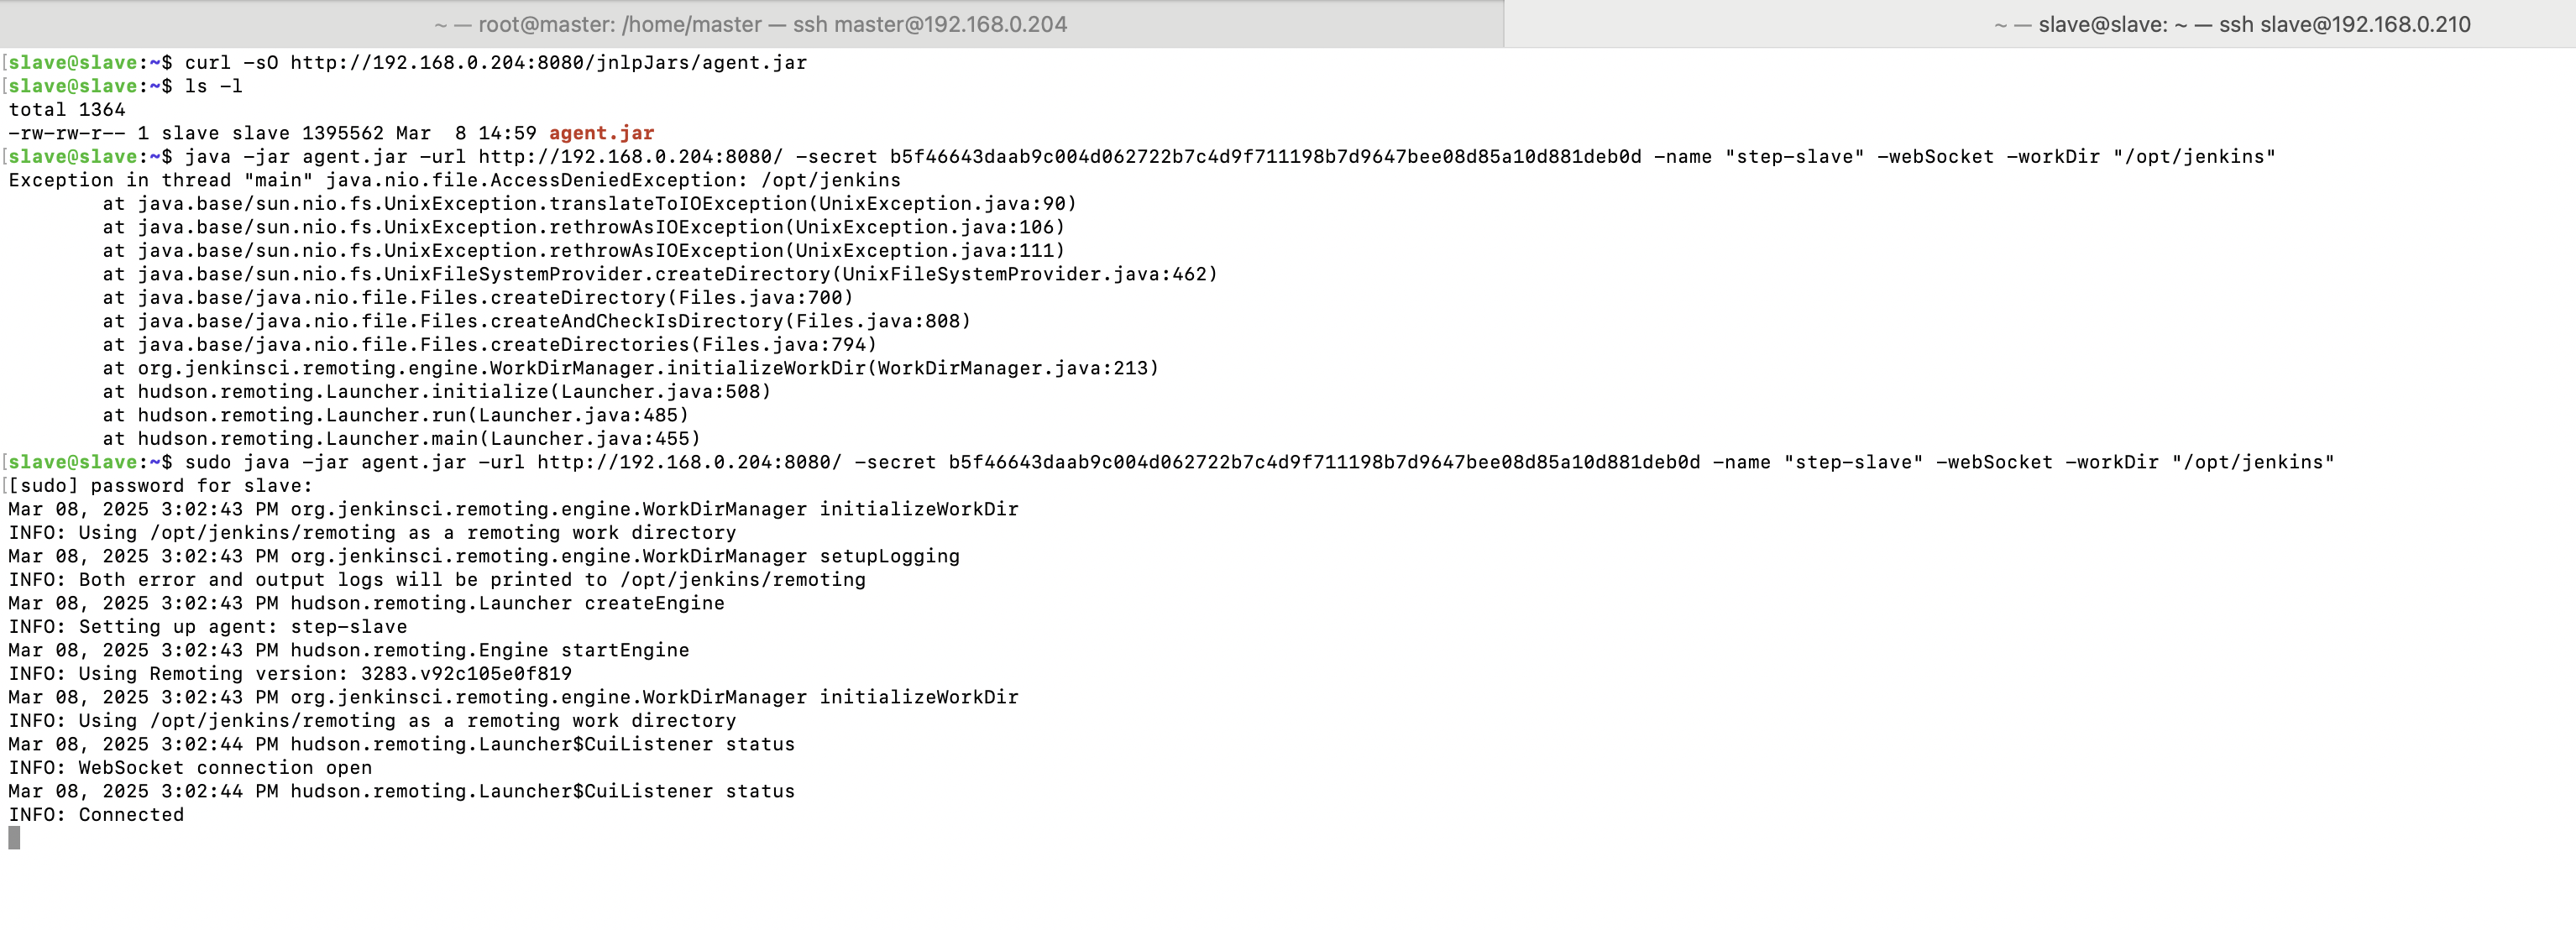 ~ — root@master: /home/master — ssh master@192.168.0.204
~ — slave@slave: ~ — ssh slave@192.168.0.210
[slave@slave:~$ curl -sO http://192.168.0.204:8080/jnlpJars/agent.jar
[slave@slave:~$ ls -l
total 1364
-rw-rw-r-- 1 slave slave 1395562 Mar  8 14:59 agent.jar
[slave@slave:~$ java -jar agent.jar -url http://192.168.0.204:8080/ -secret b5f46643daab9c004d062722b7c4d9f711198b7d9647bee08d85a10d881deb0d -name "step-slave" -webSocket -workDir "/opt/jenkins"
Exception in thread "main" java.nio.file.AccessDeniedException: /opt/jenkins
        at java.base/sun.nio.fs.UnixException.translateToIOException(UnixException.java:90)
        at java.base/sun.nio.fs.UnixException.rethrowAsIOException(UnixException.java:106)
        at java.base/sun.nio.fs.UnixException.rethrowAsIOException(UnixException.java:111)
        at java.base/sun.nio.fs.UnixFileSystemProvider.createDirectory(UnixFileSystemProvider.java:462)
        at java.base/java.nio.file.Files.createDirectory(Files.java:700)
        at java.base/java.nio.file.Files.createAndCheckIsDirectory(Files.java:808)
        at java.base/java.nio.file.Files.createDirectories(Files.java:794)
        at org.jenkinsci.remoting.engine.WorkDirManager.initializeWorkDir(WorkDirManager.java:213)
        at hudson.remoting.Launcher.initialize(Launcher.java:508)
        at hudson.remoting.Launcher.run(Launcher.java:485)
        at hudson.remoting.Launcher.main(Launcher.java:455)
[slave@slave:~$ sudo java -jar agent.jar -url http://192.168.0.204:8080/ -secret b5f46643daab9c004d062722b7c4d9f711198b7d9647bee08d85a10d881deb0d -name "step-slave" -webSocket -workDir "/opt/jenkins"
[[sudo] password for slave:
Mar 08, 2025 3:02:43 PM org.jenkinsci.remoting.engine.WorkDirManager initializeWorkDir
INFO: Using /opt/jenkins/remoting as a remoting work directory
Mar 08, 2025 3:02:43 PM org.jenkinsci.remoting.engine.WorkDirManager setupLogging
INFO: Both error and output logs will be printed to /opt/jenkins/remoting
Mar 08, 2025 3:02:43 PM hudson.remoting.Launcher createEngine
INFO: Setting up agent: step-slave
Mar 08, 2025 3:02:43 PM hudson.remoting.Engine startEngine
INFO: Using Remoting version: 3283.v92c105e0f819
Mar 08, 2025 3:02:43 PM org.jenkinsci.remoting.engine.WorkDirManager initializeWorkDir
INFO: Using /opt/jenkins/remoting as a remoting work directory
Mar 08, 2025 3:02:44 PM hudson.remoting.Launcher$CuiListener status
INFO: WebSocket connection open
Mar 08, 2025 3:02:44 PM hudson.remoting.Launcher$CuiListener status
INFO: Connected